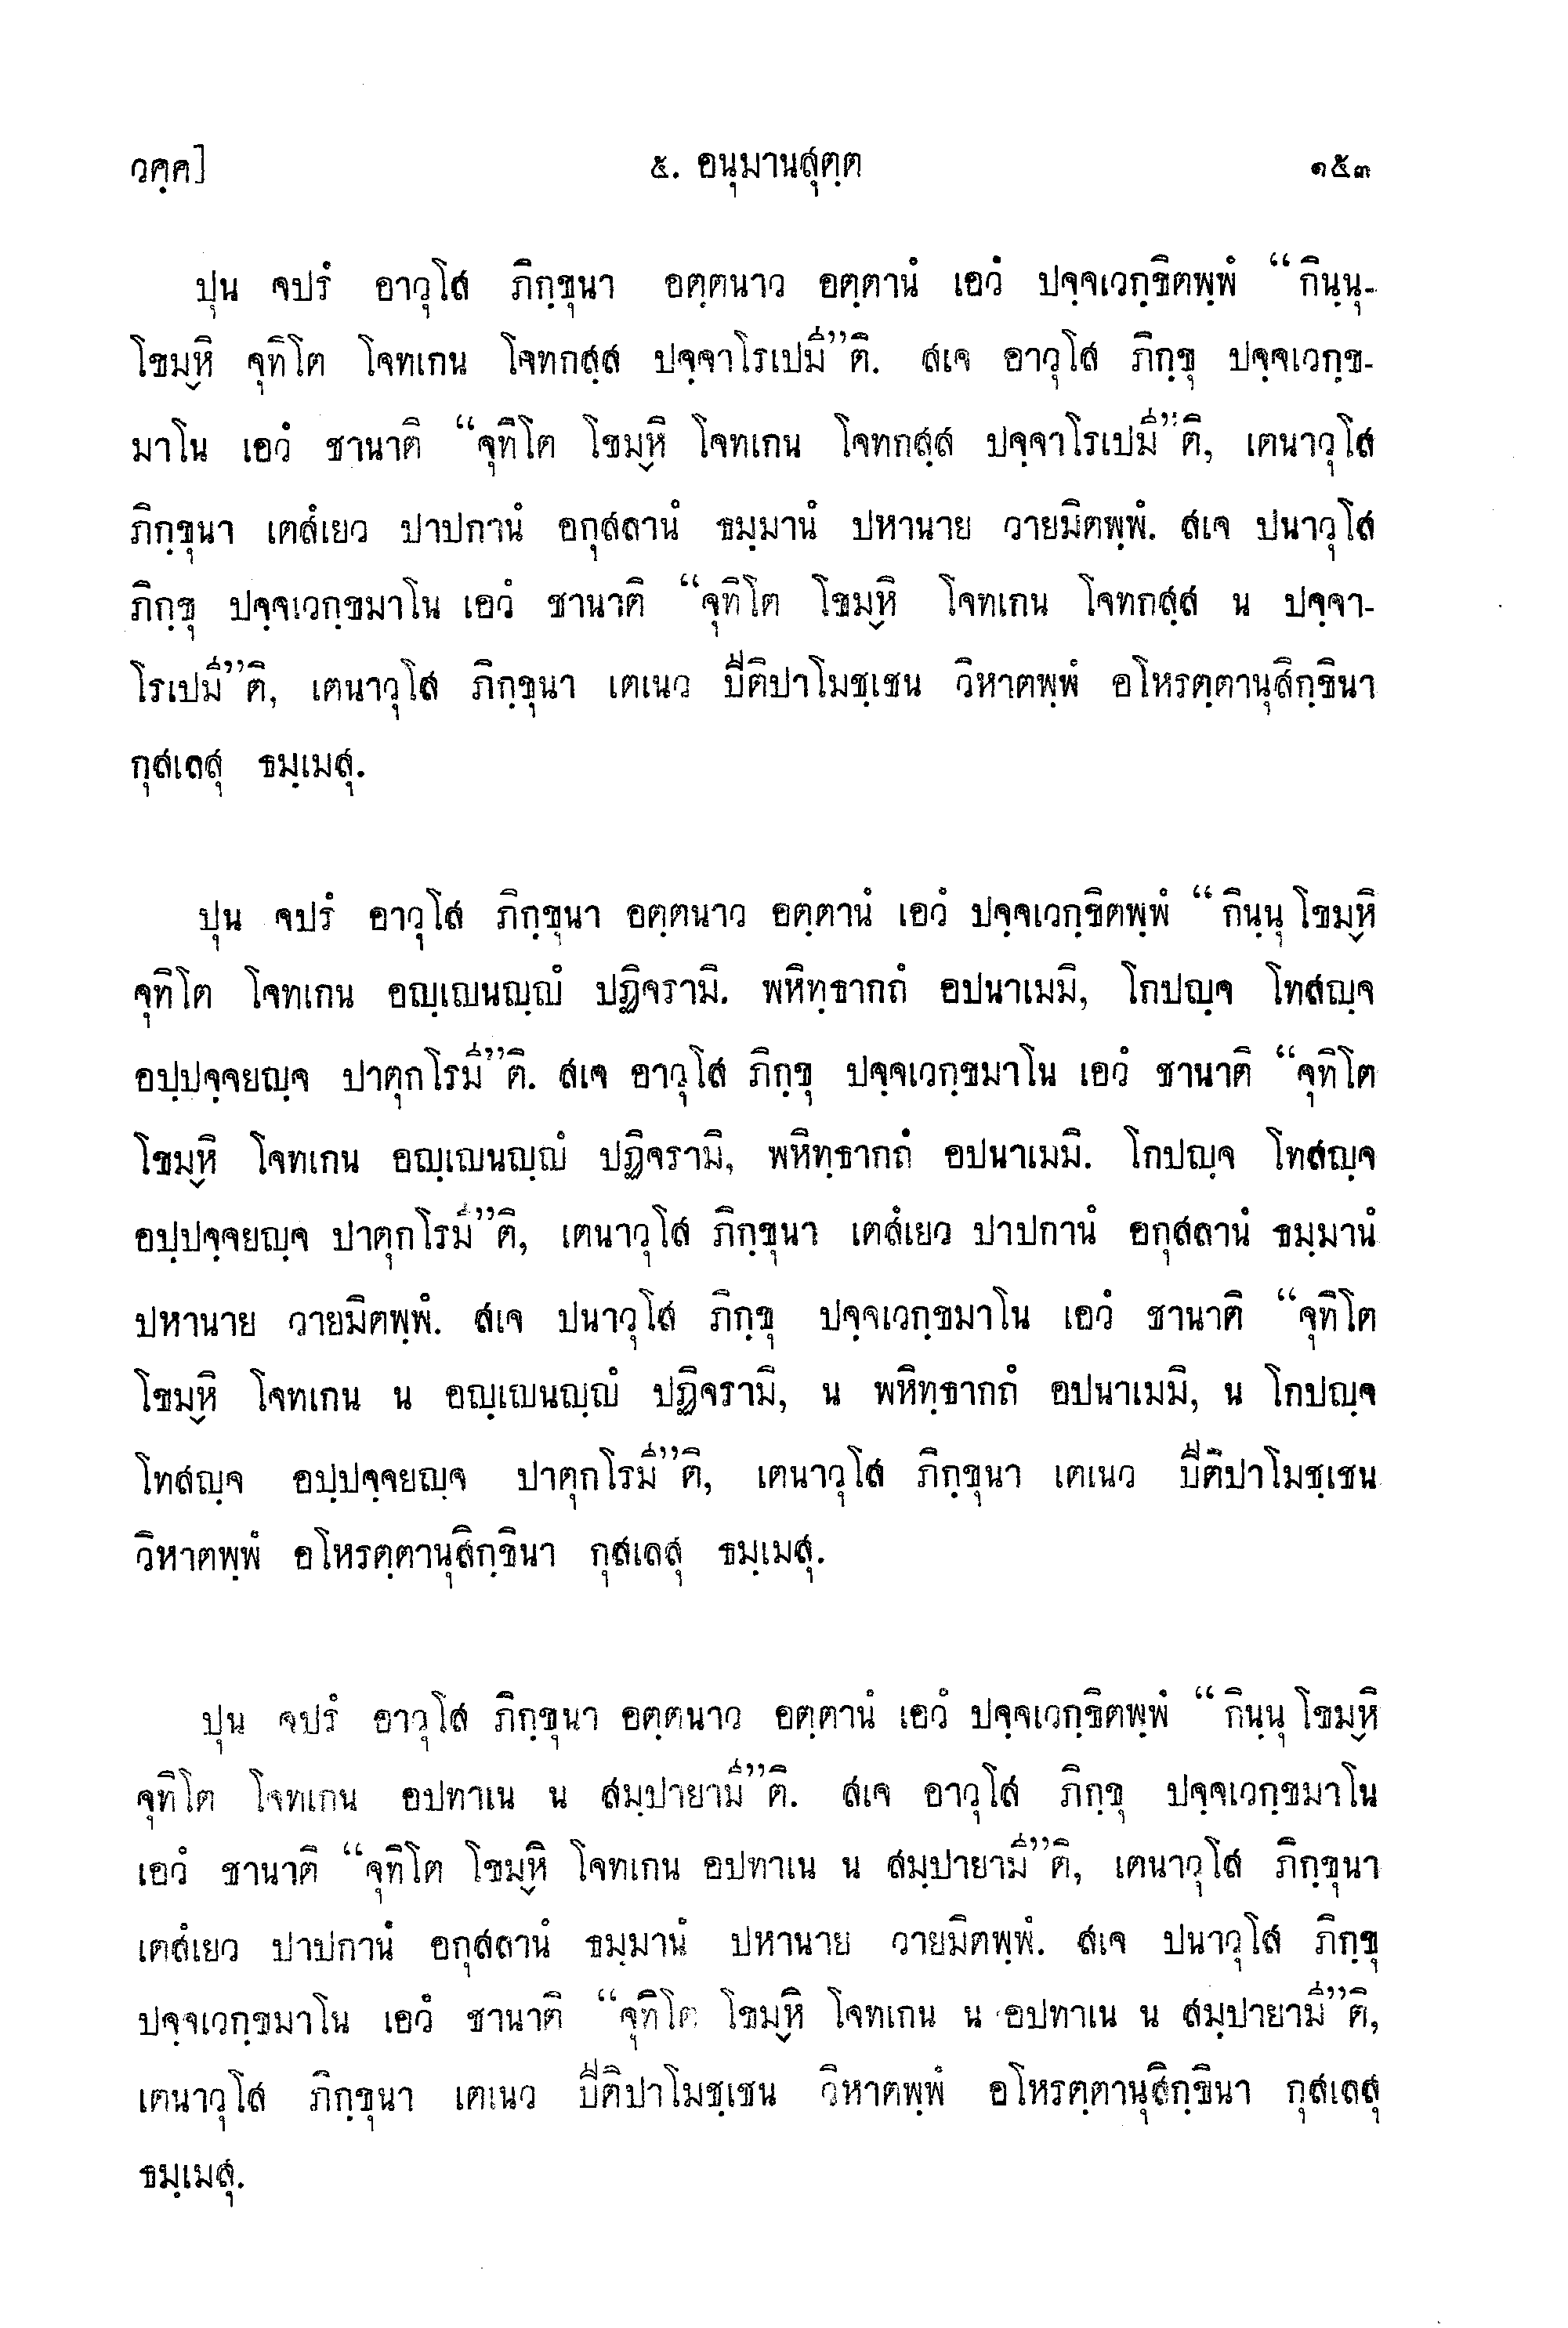 วคฺค]
๕. อนุมานสุตฺต
๑๕๓
ปุน จปรํ อาวุโส ภิกฺขุนา อตฺตนาว อตฺตานํ เอวํ ปจฺจเวกฺขิตพฺพํ “กินฺนุ-
โขมฺหิ จุทิโต โจทเกน โจทกสฺส ปจฺจาโรเปมี่”ติ. สเจ อาวุโส ภิกฺขุ ปจฺจเวกฺข-
มาโน เอวํ ชานาติ “จุทิโต โขมฺหิ โจทเกน โจทกสฺส ปจฺจาโรเปมี่”ติ, เตนาวุโส
ภิกฺขุนา เตสํเยว ปาปกานํ อกุสลานํ ธมฺมานํ ปหานาย วายมิตพฺพํ. สเจ ปนาวุโส
ภิกฺขุ ปจฺจเวกฺขมาโน เอวํ ชานาติ “จุทิโต โขมฺหิ โจทเกน โจทกสฺส น ปจฺจา-
โรเปมี่”ติ, เตนาวุโส ภิกฺขุนา เตเนว ปีติปาโมชฺเชน วิหาตพฺพํ อโหรตฺตานุสิกฺขินา
กุสเลสุ ธมฺเมสุ.
ปุน จปรํ อาวุโส ภิกฺขุนา อตฺตนาว อตฺตานํ เอวํ ปจฺจเวกฺขิตพฺพํ “กินฺนุ โขมฺหิ
จุทิโต โจทเกน อญฺเญนญฺญํ ปฏิจรามิ. พหิทฺธากถํ อปนาเมมิ, โกปญฺจ โทสญฺจ
อปฺปจฺจยญฺจ ปาตุกโรมี่”ติ. สเจ อาวุโส ภิกฺขุ ปจฺจเวกฺขมาโน เอวํ ชานาติ “จุทิโต
โขมฺหิ โจทเกน อญฺเญนญฺญํ ปฏิจรามิ, พหิทฺธากถํ อปนาเมมิ. โกปญฺจ โทสญฺจ
อปฺปจฺจยญฺจ ปาตุกโรมี่”ติ, เตนาวุโส ภิกฺขุนา เตสํเยว ปาปกานํ อกุสลานํ ธมฺมานํ
ปหานาย วายมิตพฺพํ. สเจ ปนาวุโส ภิกฺขุ ปจฺจเวกฺขมาโน เอวํ ชานาติ “จุทิโต
โขมฺหิ โจทเกน น อญฺเญนญฺญํ ปฏิจรามิ, น พหิทฺธากถํ อปนาเมมิ, น โกปญฺจ
โทสญฺจ อปฺปจฺจยญฺจ ปาตุกโรมี่”ติ, เตนาวุโส ภิกฺขุนา เตเนว ปีติปาโมชฺเชน
วิหาตพฺพํ อโหรตฺตานุสิกฺขินา กุสเลสุ ธมฺเมสุ.
ปุน จปรํ อาวุโส ภิกฺขุนา อตฺตนาว อตฺตานํ เอวํ ปจฺจเวกฺขิตพฺพํ “กินฺนุ โขมฺหิ
จุทิโต โจทเกน อปทาเน น สมฺปายามี่”ติ. สเจ อาวุโส ภิกฺขุ ปจฺจเวกฺขมาโน
เอวํ ชานาติ “จุทิโต โขมฺหิ โจทเกน อปทาเน น สมฺปายามี่”ติ, เตนาวุโส ภิกฺขุนา
เตสํเยว ปาปกานํ อกุสลานํ ธมฺมานํ ปหานาย วายมิตพฺพํ. สเจ ปนาวุโส ภิกฺขุ
ปจฺจเวกฺขมาโน เอวํ ชานาติ “จุทิโต โขมฺหิ โจทเกน น อปทาเน น สมฺปายามี่”ติ,
เตนาวุโส ภิกฺขุนา เตเนว ปีติปาโมชฺเชน วิหาตพฺพํ อโหรตฺตานุสิกฺขินา กุสเลสุ
ธมฺเมสุ.